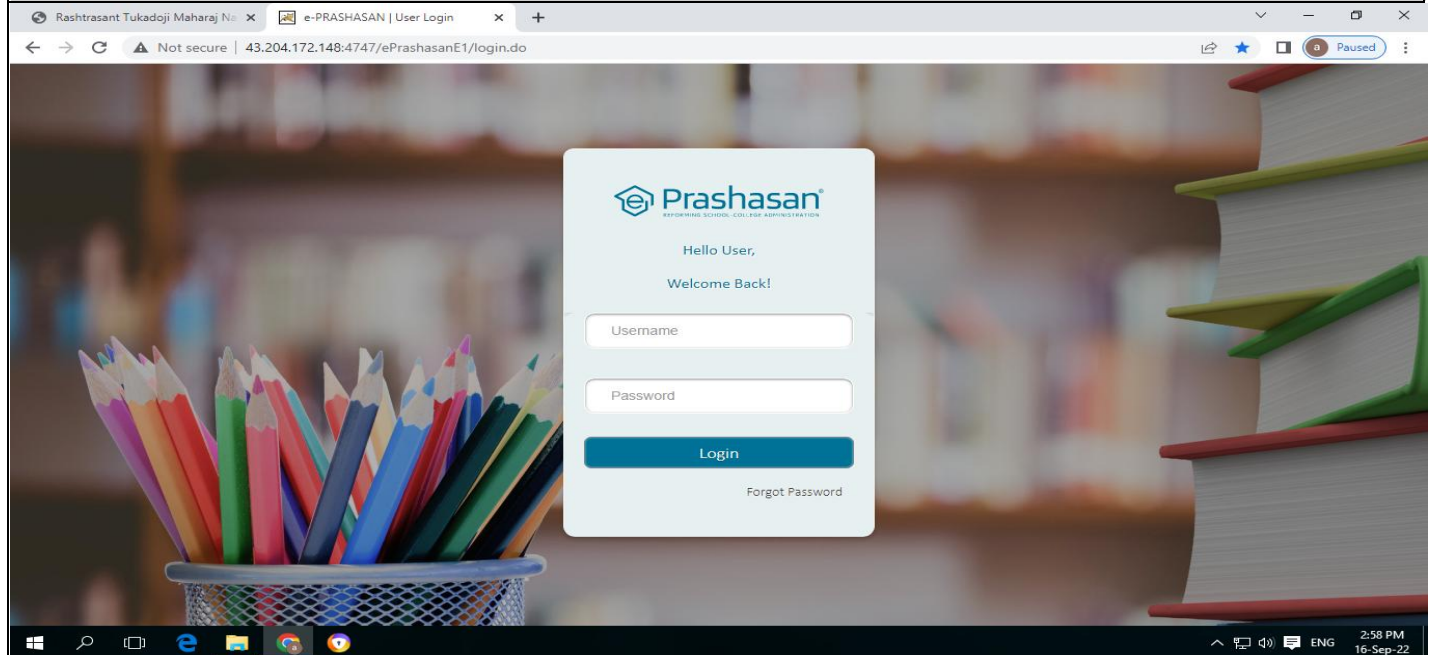 Rashtrasant Tukadoji Maharaj Na
e-PRASHASAN | User Login
Not secure | 43.204.172.148:4747/ePrashasanE1/login.do
a Paused
e Prashasan®
REFORMING SCHOOL-COLLEGE ADMINISTRATION
Hello User,
Welcome Back!
Username
Password
Login
Forgot Password
ENG
2:58 PM
16-Sep-22